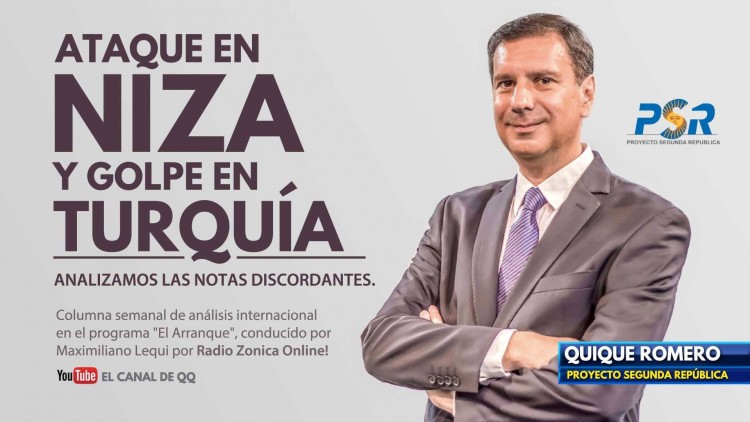 ATAQUE EN
NIZA
Y GOLPE EN
TURQUÍA
ANALIZAMOS LAS NOTAS DISCORDANTES.
Columna semanal de análisis internacional
en el programa "El Arranque", conducido por
Maximiliano Lequi por Radio Zonica Online!
YouTube EL CANAL DE QQ
PSR
PROYECTO SEGUNDA REPUBLICA
QUIQUE ROMERO
PROYECTO SEGUNDA REPÚBLICA